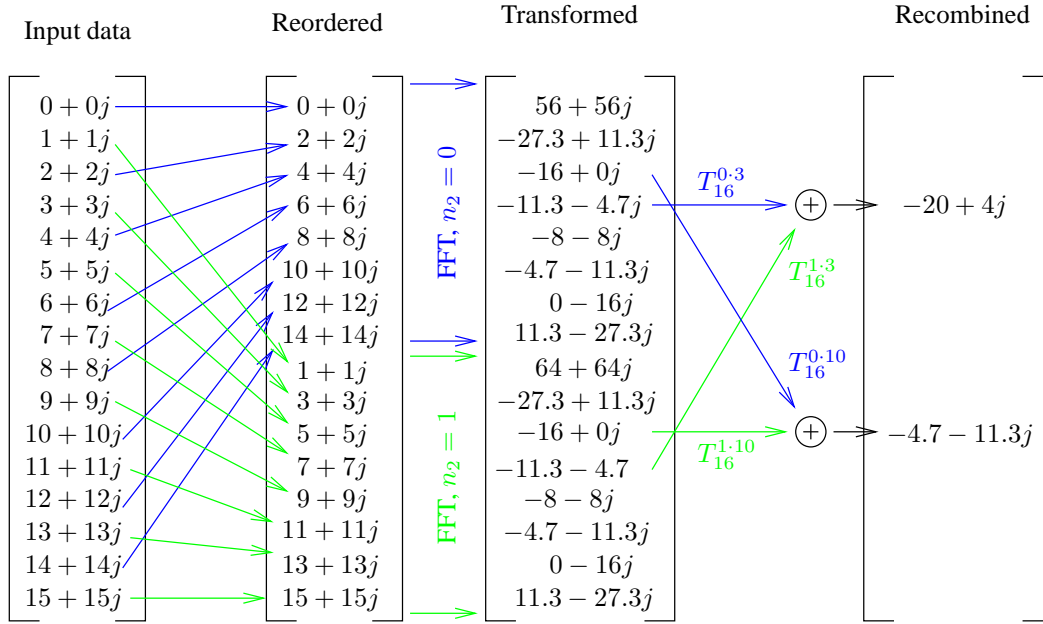 Input data
Reordered
Transformed
Recombined
0 + 0j
1 + 1j
2 + 2j
3 + 3j
4 + 4j
5 + 5j
6 + 6j
7 + 7j
8 + 8j
9 + 9j
10 + 10j
11 + 11j
12 + 12j
13 + 13j
14 + 14j
15 + 15j
0 + 0j
2 + 2j
4 + 4j
6 + 6j
8 + 8j
10 + 10j
12 + 12j
14 + 14j
1 + 1j
3 + 3j
5 + 5j
7 + 7j
9 + 9j
11 + 11j
13 + 13j
15 + 15j
FFT, n₂ = 0
FFT, n₂ = 1
56 + 56j
−27.3 + 11.3j
−16 + 0j
−11.3 − 4.7j
−8 − 8j
−4.7 − 11.3j
0 − 16j
11.3 − 27.3j
64 + 64j
−27.3 + 11.3j
−16 + 0j
−11.3 − 4.7
−8 − 8j
−4.7 − 11.3j
0 − 16j
11.3 − 27.3j
T₁₆^{0·3}
T₁₆^{1·3}
T₁₆^{0·10}
T₁₆^{1·10}
+
+
−20 + 4j
−4.7 − 11.3j